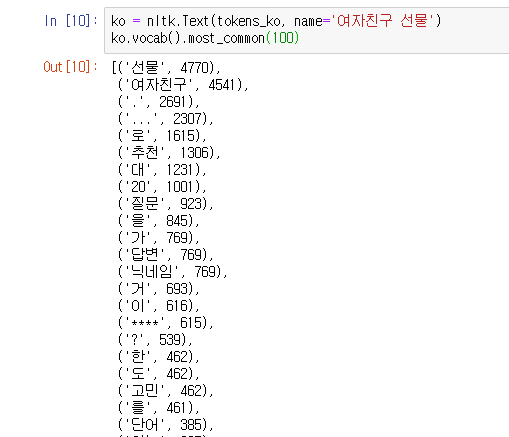 In [10]: ko = nltk.Text(tokens_ko, name='여자친구 선물')
ko.vocab().most_common(100)
Out[10]: [('선물', 4770),
('여자친구', 4541),
('.', 2691),
('...', 2307),
('로', 1615),
('추천', 1306),
('대', 1231),
('20', 1001),
('질문', 923),
('을', 845),
('가', 769),
('답변', 769),
('닉네임', 769),
('거', 693),
('이', 616),
('****', 615),
('?', 539),
('한', 462),
('도', 462),
('고민', 462),
('를', 461),
('단어', 385),